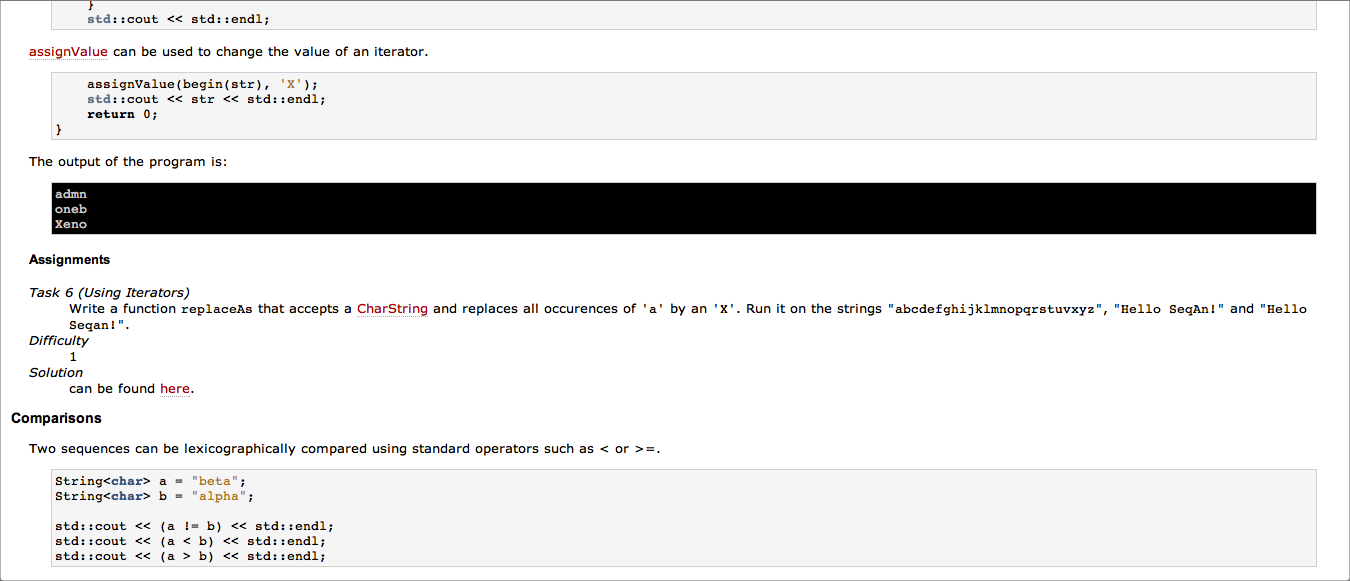 }
std::cout << std::endl;
assignValue can be used to change the value of an iterator.
assignValue(begin(str), 'X');
std::cout << str << std::endl;
return 0;
}
The output of the program is:
admn
oneb
Xeno
Assignments
Task 6 (Using Iterators)
Write a function replaceAs that accepts a CharString and replaces all occurences of 'a' by an 'X'. Run it on the strings "abcdefghijklmnopqrstuvxyz", "Hello SeqAn!" and "Hello
Seqan!".
Difficulty
1
Solution
can be found here.
Comparisons
Two sequences can be lexicographically compared using standard operators such as < or >=.
String<char> a = "beta";
String<char> b = "alpha";
std::cout << (a != b) << std::endl;
std::cout << (a < b) << std::endl;
std::cout << (a > b) << std::endl;